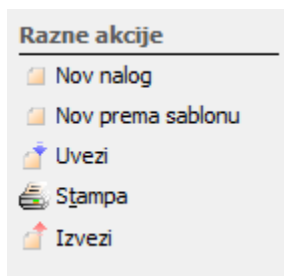 Razne akcije
Nov nalog
Nov prema sablonu
Uvezi
Stampa
Izvezi